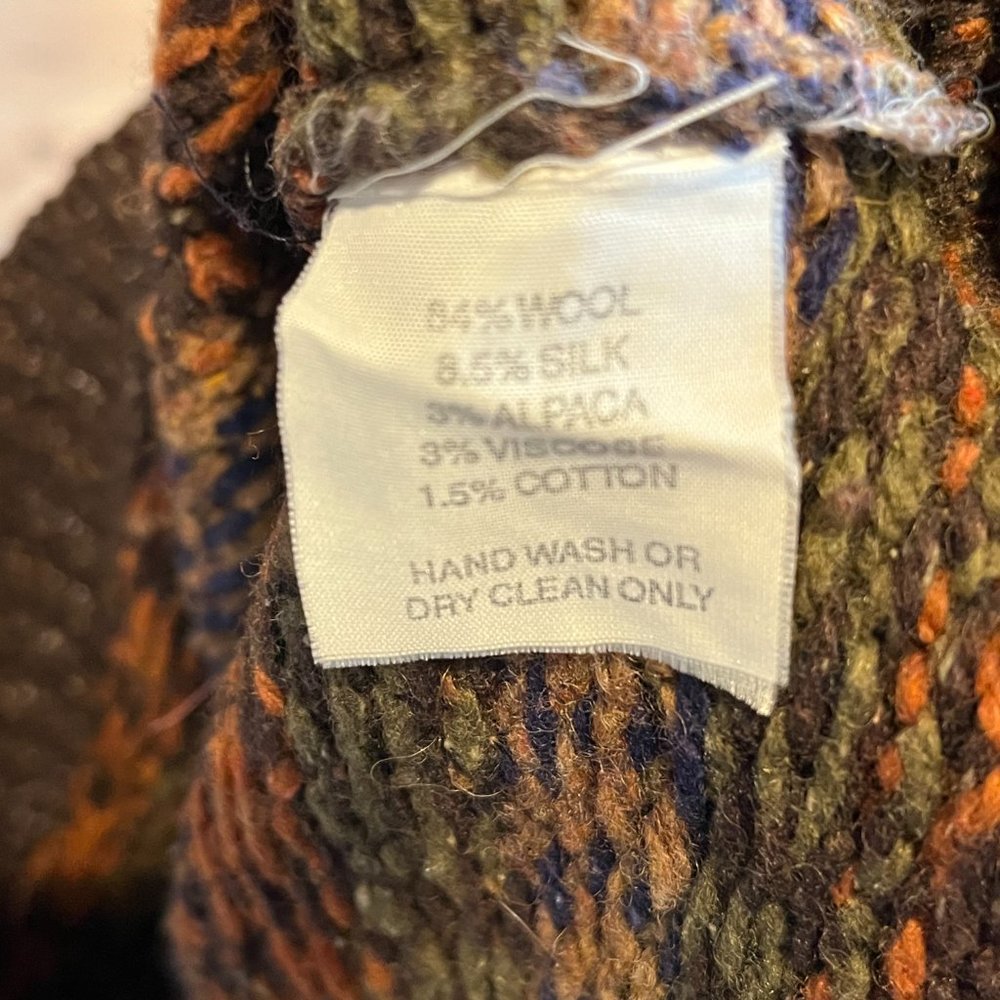 84% WOOL
8.5% SILK
3% ALPACA
3% VISCOSE
1.5% COTTON
HAND WASH OR
DRY CLEAN ONLY